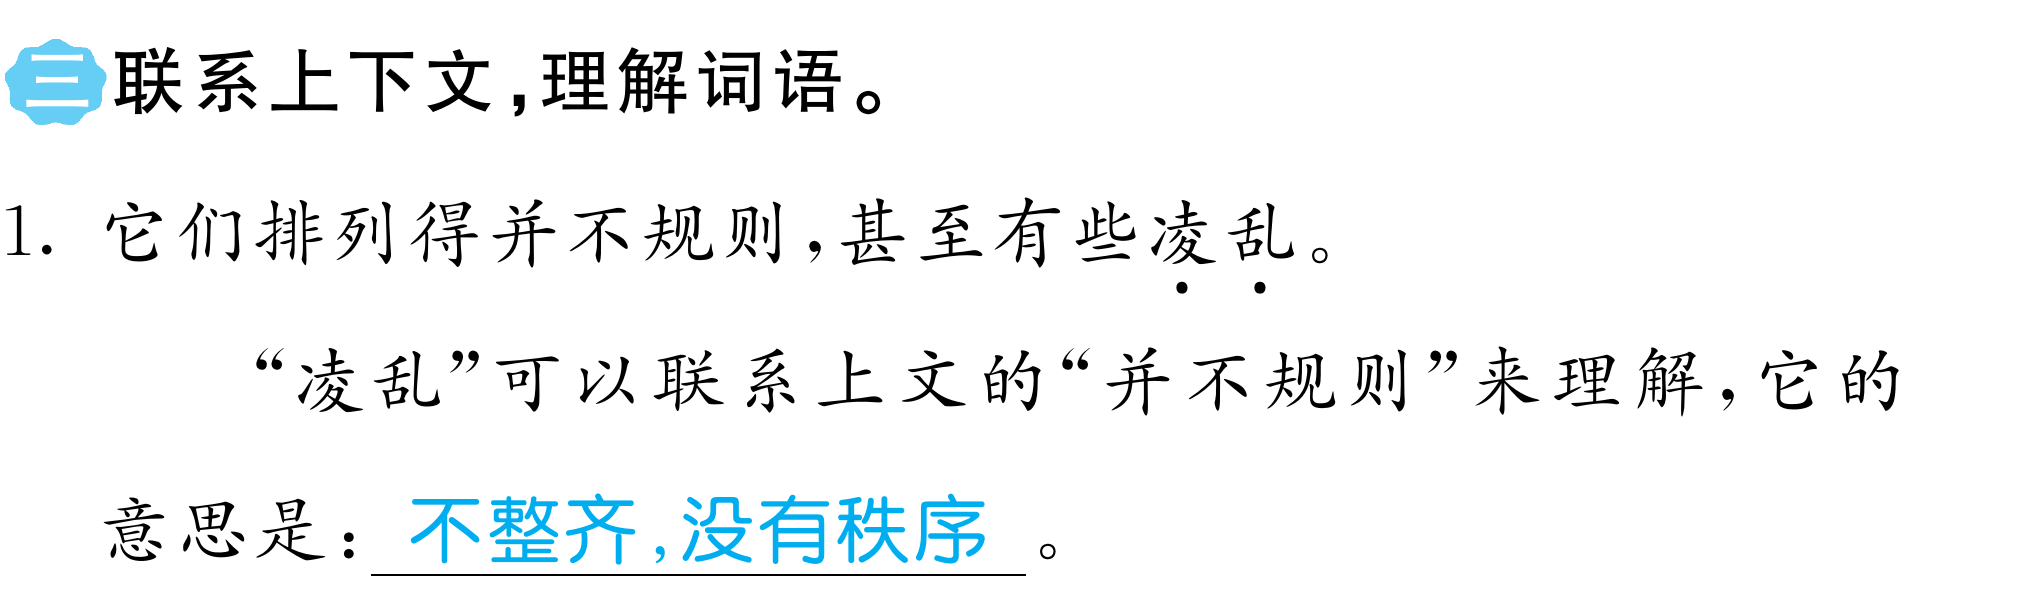 三 联系上下文,理解词语。
1. 它们排列得并不规则,甚至有些凌乱。
“凌乱”可以联系上文的“并不规则”来理解,它的
意思是:不整齐,没有秩序。